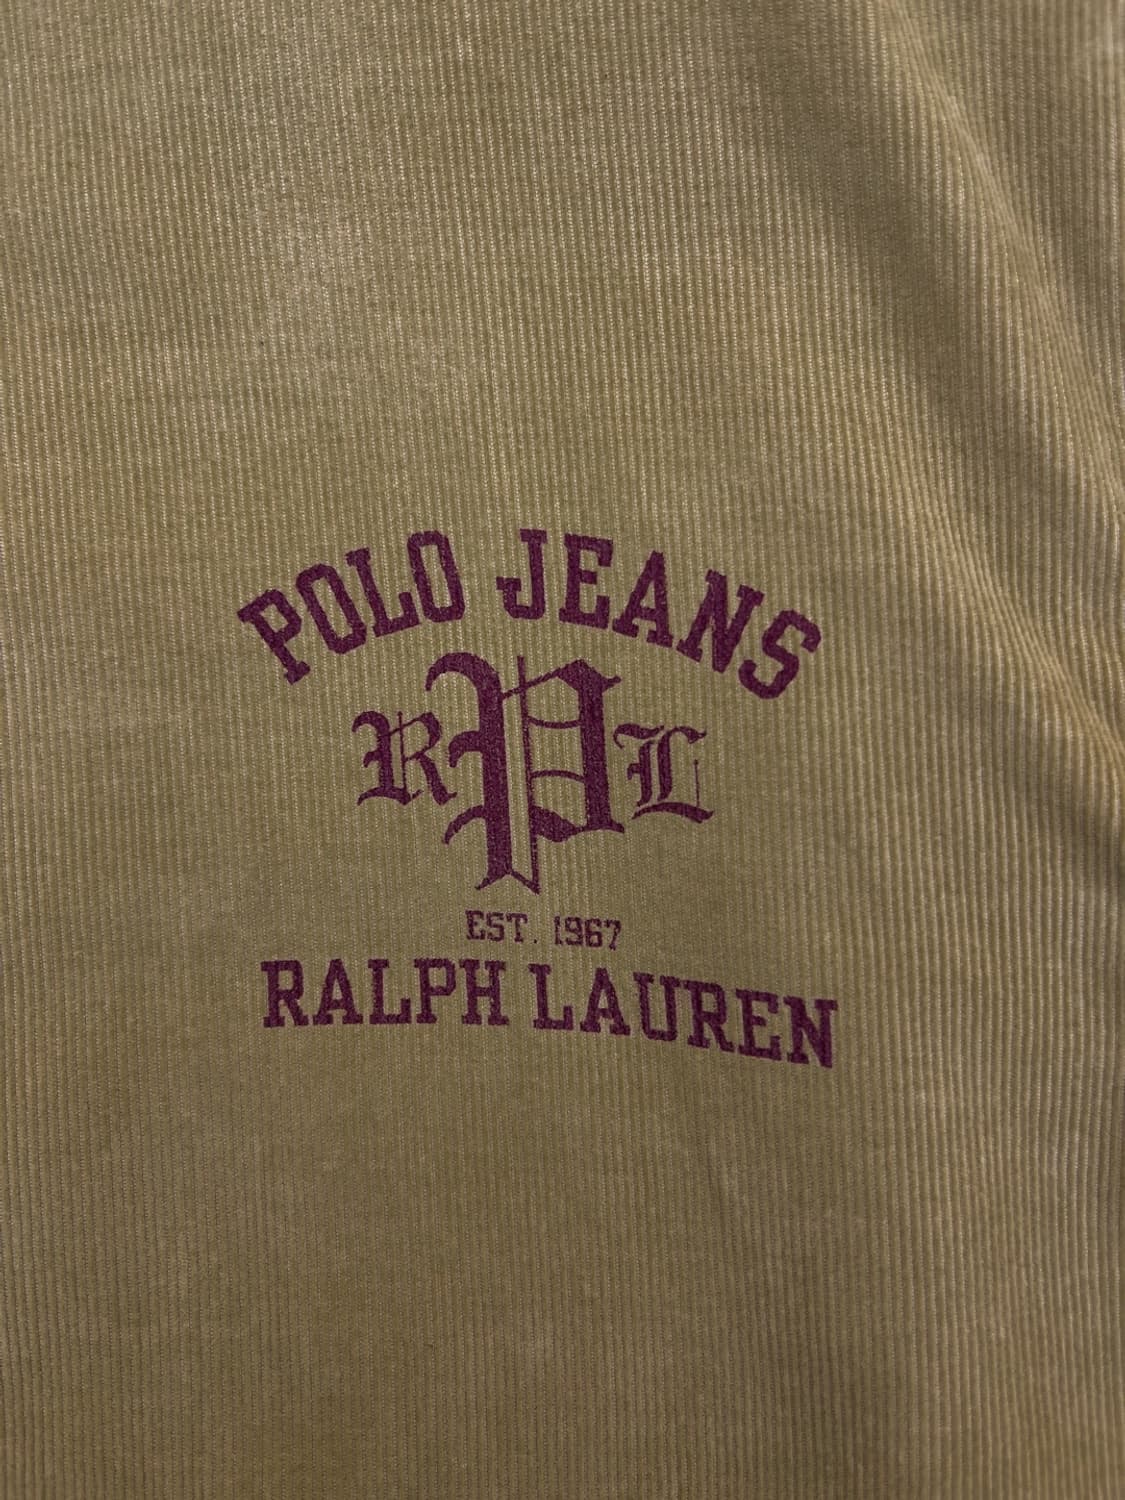 POLO JEANS
RPL
EST. 1967
RALPH LAUREN